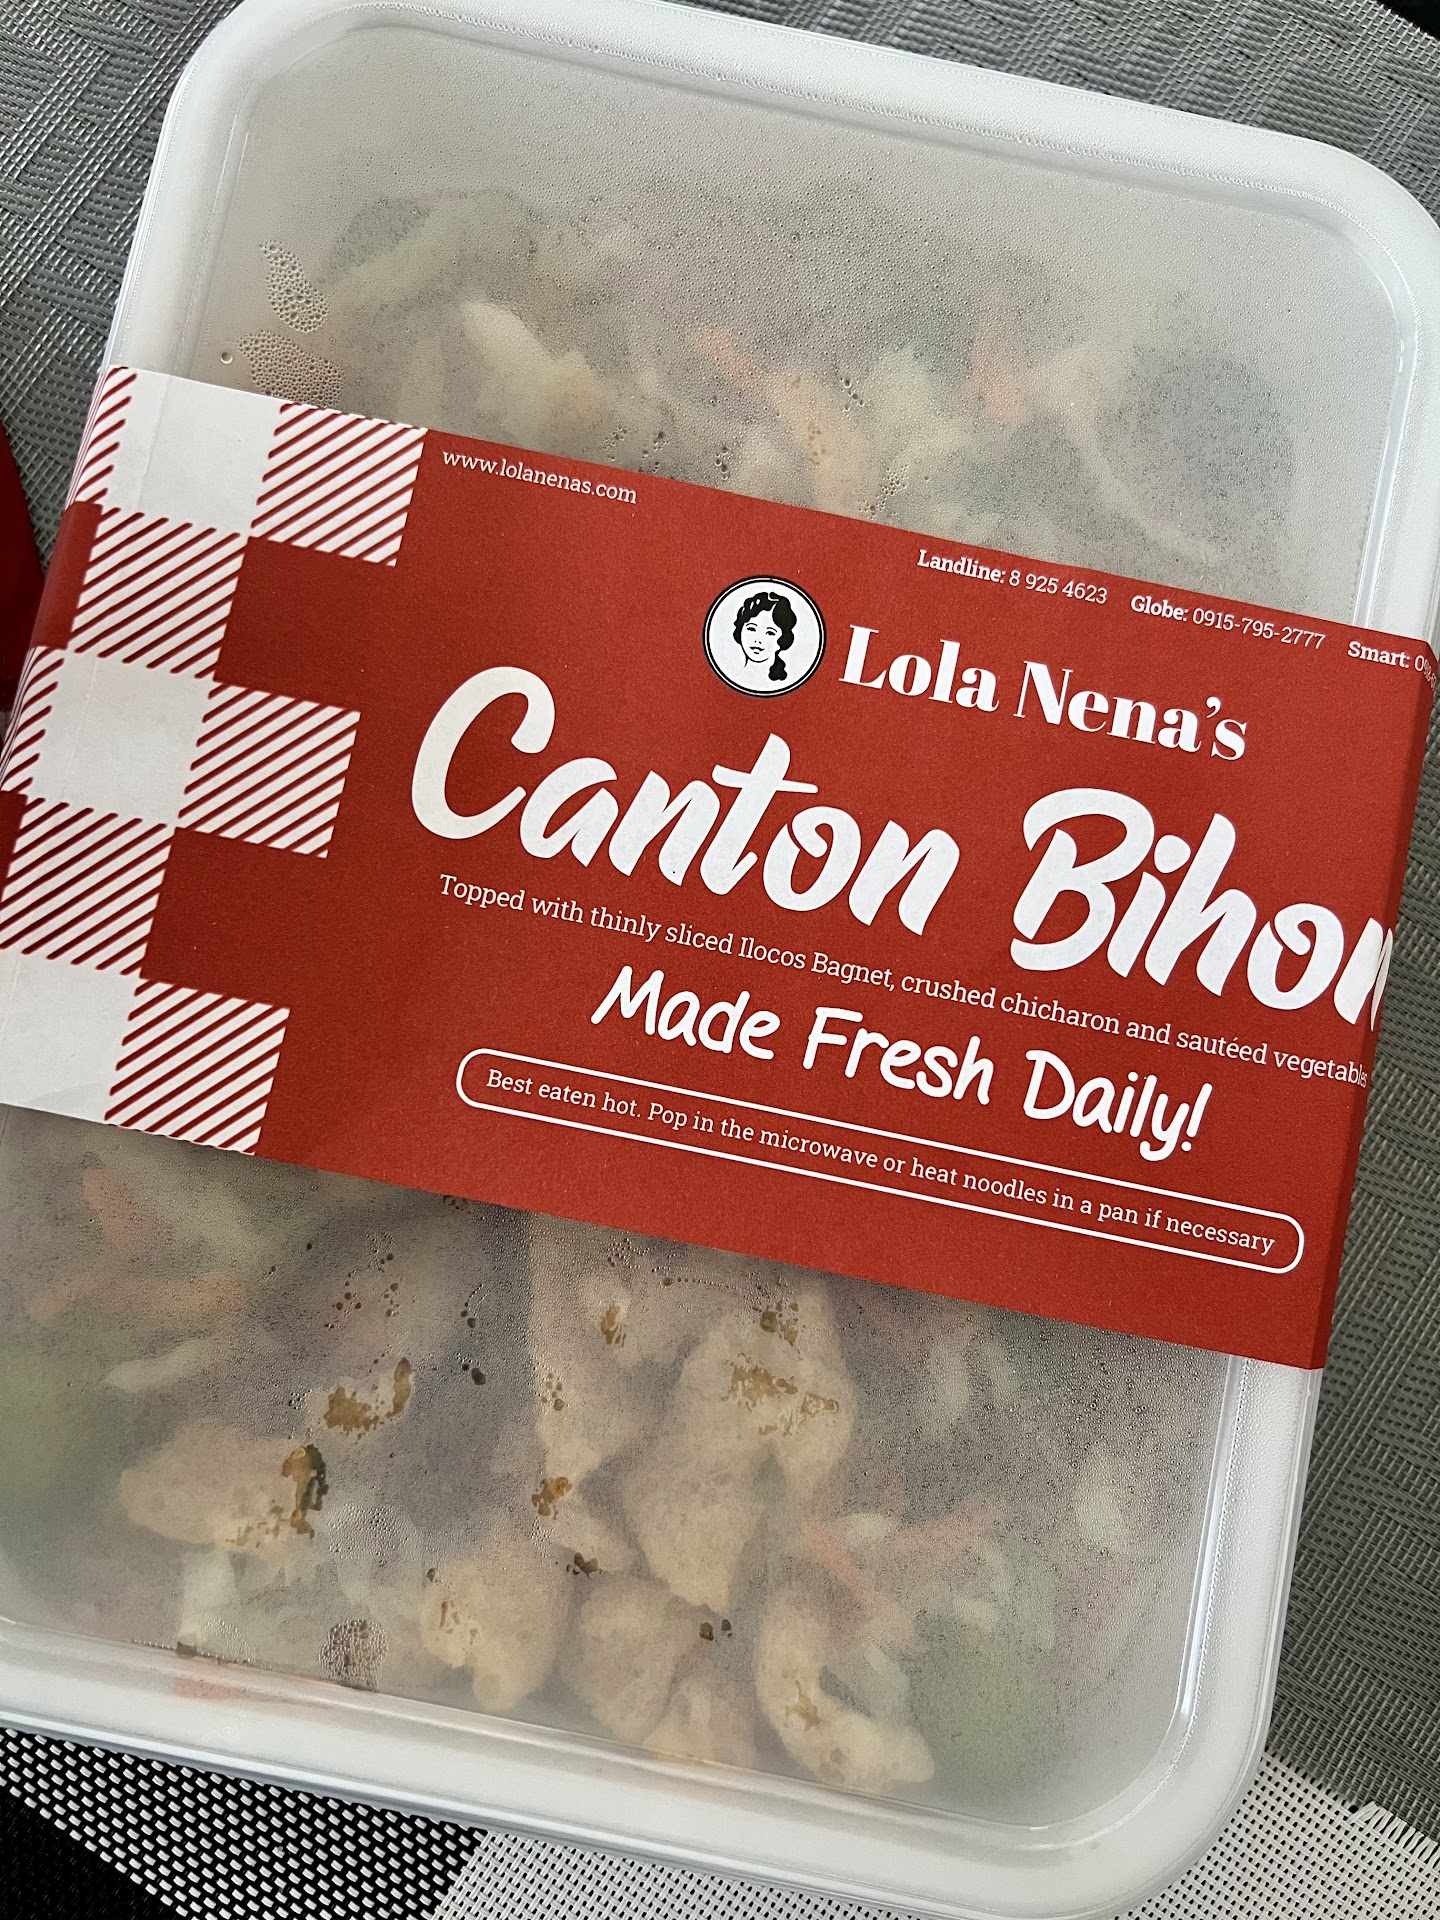 www.lolanenas.com
Landline: 8 925 4623 Globe: 0915-795-2777 Smart:
Lola Nena's
Canton Bihon
Topped with thinly sliced Ilocos Bagnet, crushed chicharon and sautéed vegetables
Made Fresh Daily!
Best eaten hot. Pop in the microwave or heat noodles in a pan if necessary